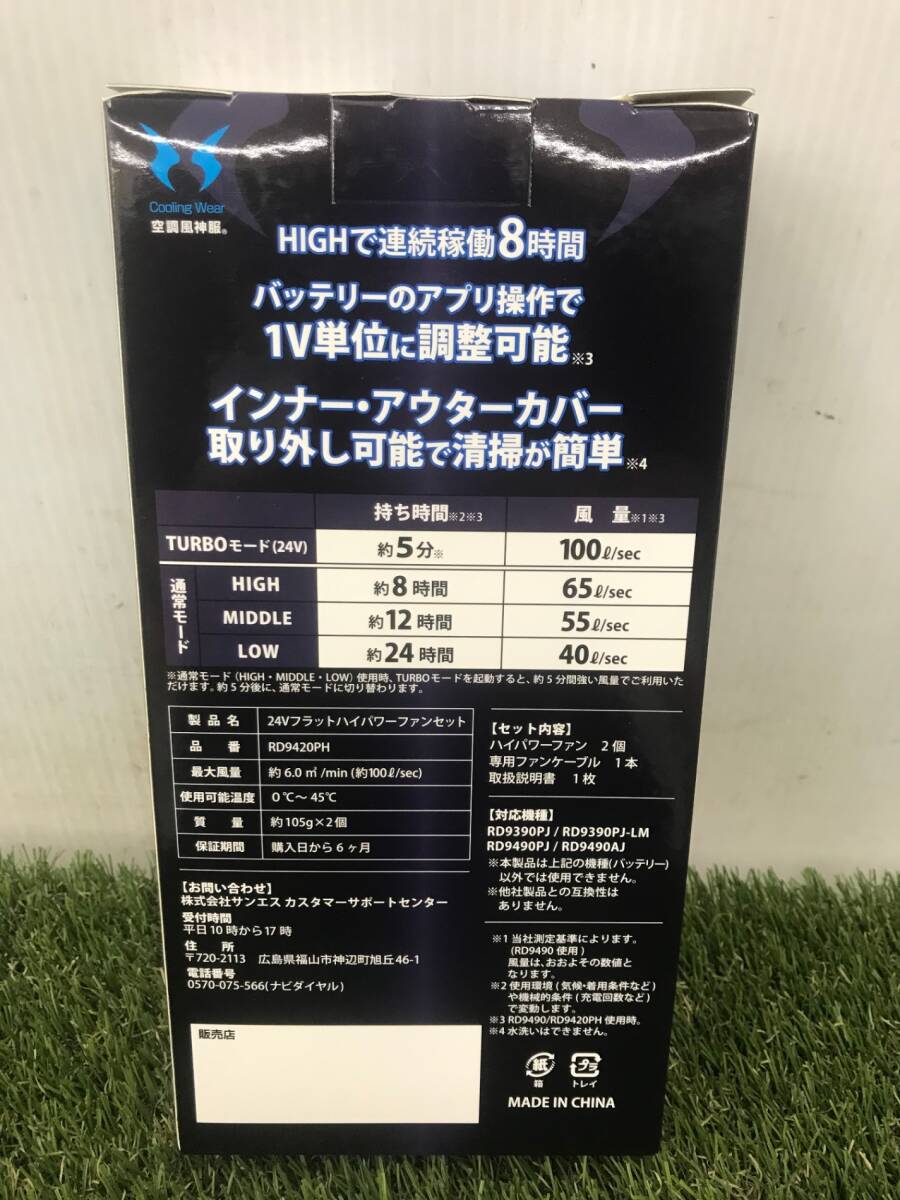 Cooling Wear
空調風神服®
HIGHで連続稼働8時間
バッテリーのアプリ操作で
1V単位に調整可能※3
インナー・アウターカバー
取り外し可能で清掃が簡単※4
持ち時間※2※3 風 量※1※3
TURBOモード(24V) 約5分※ 100ℓ/sec
通常モード
HIGH 約8時間 65ℓ/sec
MIDDLE 約12時間 55ℓ/sec
LOW 約24時間 40ℓ/sec
※通常モード(HIGH・MIDDLE・LOW)使用時、TURBOモードを起動すると、約5分間強い風量でご利用いた
だけます。約5分後に、通常モードに切り替わります。
製品名 24Vフラットハイパワーファンセット
品 番 RD9420PH
最大風量 約6.0㎥/min (約100ℓ/sec)
使用可能温度 0℃～45℃
質 量 約105g×2個
保証期間 購入日から6ヶ月
【お問い合わせ】
株式会社サンエス カスタマーサポートセンター
受付時間
平日10時から17時
住 所
〒720-2113 広島県福山市神辺町旭丘46-1
電話番号
0570-075-566(ナビダイヤル)
販売店
【セット内容】
ハイパワーファン 2個
専用ファンケーブル 1本
取扱説明書 1枚
【対応機種】
RD9390PJ / RD9390PJ-LM
RD9490PJ / RD9490AJ
※本製品は上記の機種(バッテリー)
以外では使用できません。
※他社製品との互換性は
ありません。
※1 当社測定基準によります。
(RD9490 使用)
風量は、おおよその数値と
なります。
※2 使用環境(気候・着用条件など)
や機械的条件(充電回数など)
で変動します。
※3 RD9490/RD9420PH 使用時。
※4 水洗いはできません。
紙 プラ
箱 トレイ
MADE IN CHINA